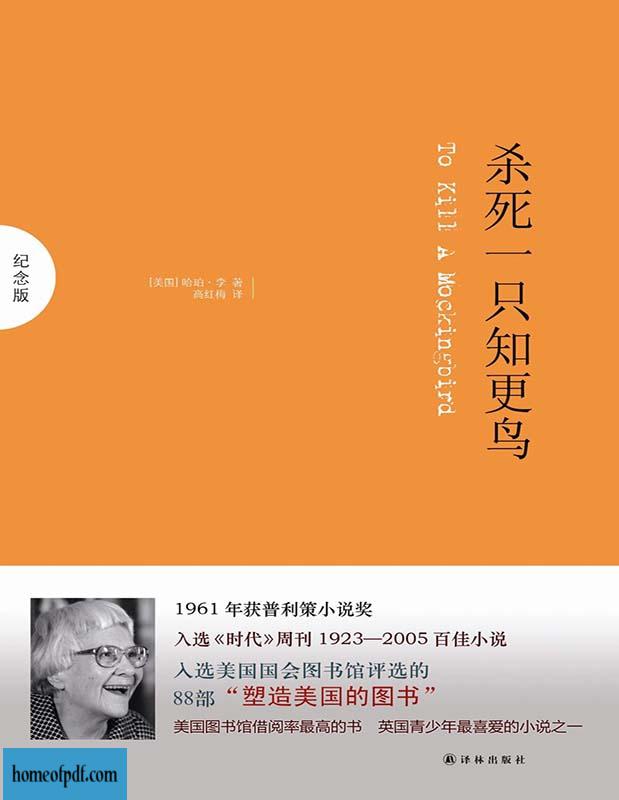 杀死一只知更鸟
To Kill A Mockingbird
[美国] 哈珀·李 著
高红梅 译
纪念版
1961 年获普利策小说奖
入选《时代》周刊 1923—2005 百佳小说
入选美国国会图书馆评选的
88部“塑造美国的图书”
美国图书馆借阅率最高的书 英国青少年最喜爱的小说之一
译林出版社
homeofpdf.com